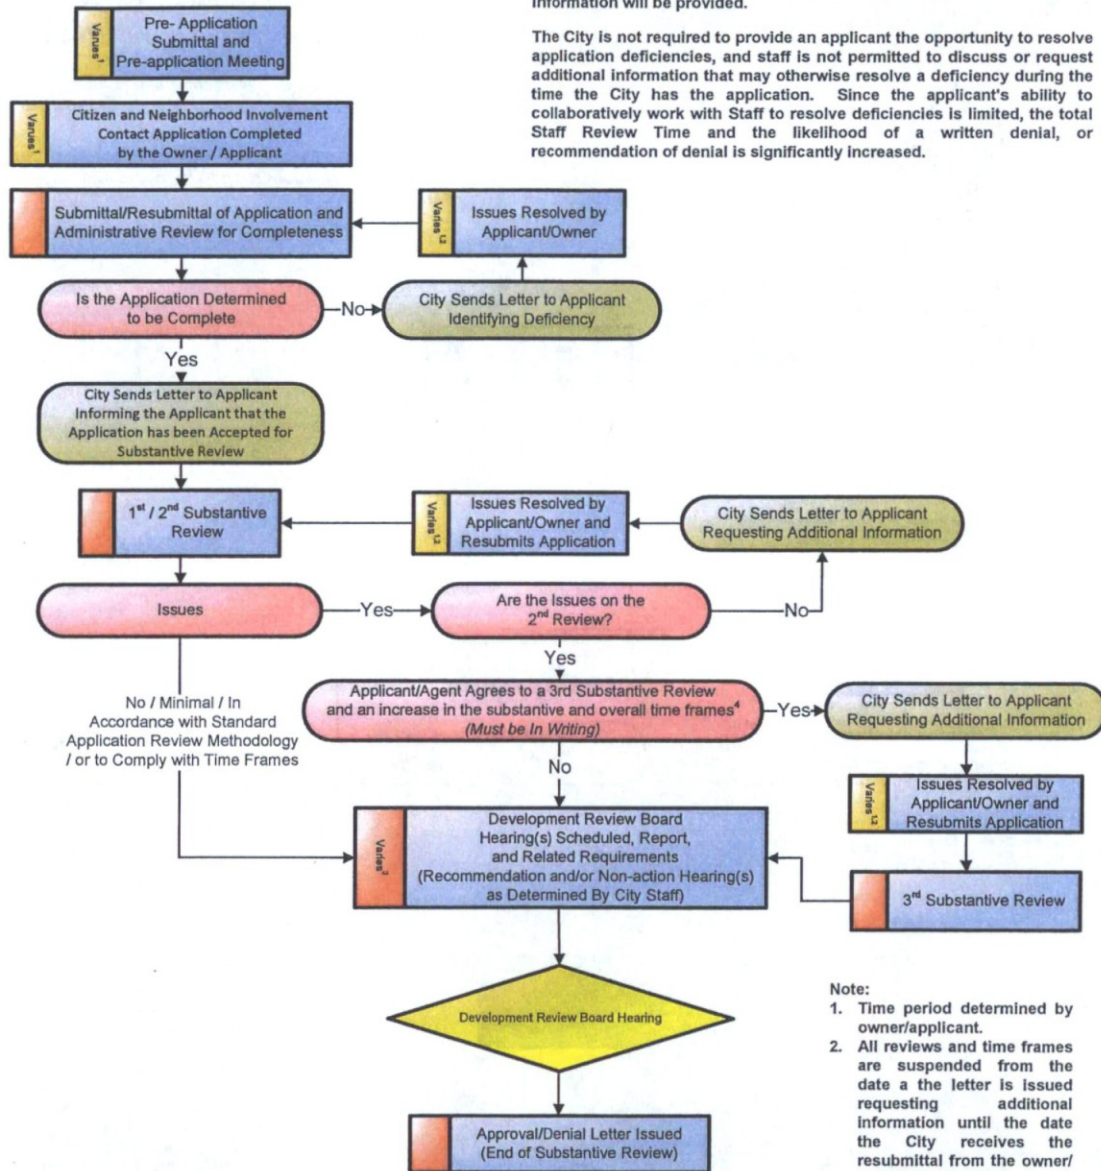 Information will be provided.
The City is not required to provide an applicant the opportunity to resolve
application deficiencies, and staff is not permitted to discuss or request
additional information that may otherwise resolve a deficiency during the
time the City has the application. Since the applicant's ability to
collaboratively work with Staff to resolve deficiencies is limited, the total
Staff Review Time and the likelihood of a written denial, or
recommendation of denial is significantly increased.
Varies¹
Pre- Application
Submittal and
Pre-application Meeting
Varies¹
Citizen and Neighborhood Involvement
Contact Application Completed
by the Owner / Applicant
Submittal/Resubmittal of Application and
Administrative Review for Completeness
Varies¹,²
Issues Resolved by
Applicant/Owner
Is the Application Determined
to be Complete
No
City Sends Letter to Applicant
Identifying Deficiency
Yes
City Sends Letter to Applicant
Informing the Applicant that the
Application has been Accepted for
Substantive Review
1st / 2nd Substantive
Review
Varies¹,²
Issues Resolved by
Applicant/Owner and
Resubmits Application
City Sends Letter to Applicant
Requesting Additional Information
Issues
Yes
Are the Issues on the
2nd Review?
No
Yes
No / Minimal / In
Accordance with Standard
Application Review Methodology
/ or to Comply with Time Frames
Applicant/Agent Agrees to a 3rd Substantive Review
and an increase in the substantive and overall time frames⁴
(Must be In Writing)
Yes
City Sends Letter to Applicant
Requesting Additional Information
No
Varies¹,²
Issues Resolved by
Applicant/Owner and
Resubmits Application
Varies³
Development Review Board
Hearing(s) Scheduled, Report,
and Related Requirements
(Recommendation and/or Non-action Hearing(s)
as Determined By City Staff)
3rd Substantive Review
Development Review Board Hearing
Approval/Denial Letter Issued
(End of Substantive Review)
Note:
1. Time period determined by
owner/applicant.
2. All reviews and time frames
are suspended from the
date a the letter is issued
requesting additional
information until the date
the City receives the
resubmittal from the owner/